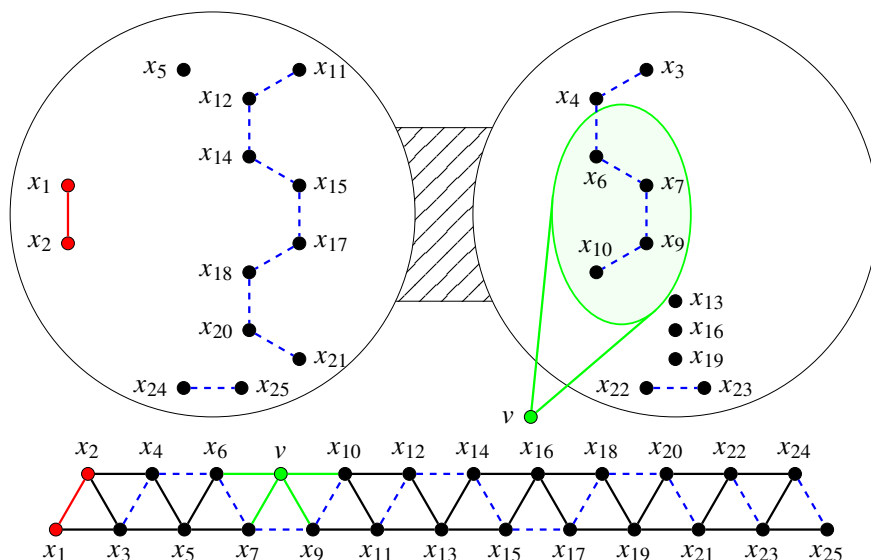 x₅ x₁₁ x₃
x₁₂ x₄
x₁₄ x₆
x₁ x₁₅ x₇
x₂ x₁₇ x₉
x₁₈ x₁₀
x₁₃
x₂₀ x₁₆
x₂₁ x₁₉
x₂₄ x₂₅ x₂₂ x₂₃
v
x₂ x₄ x₆ v x₁₀ x₁₂ x₁₄ x₁₆ x₁₈ x₂₀ x₂₂ x₂₄
x₁ x₃ x₅ x₇ x₉ x₁₁ x₁₃ x₁₅ x₁₇ x₁₉ x₂₁ x₂₃ x₂₅